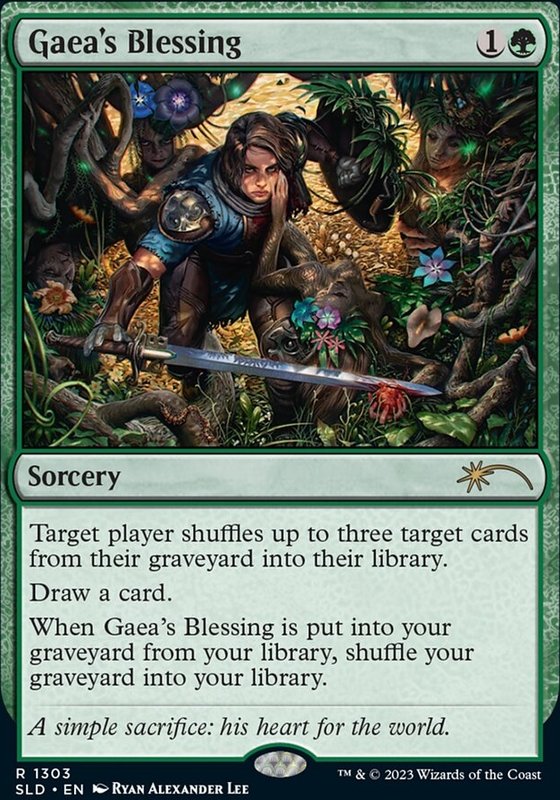 Gaea's Blessing 1
Sorcery
Target player shuffles up to three target cards
from their graveyard into their library.
Draw a card.
When Gaea's Blessing is put into your
graveyard from your library, shuffle your
graveyard into your library.
A simple sacrifice: his heart for the world.
R 1303 ™ & © 2023 Wizards of the Coast
SLD • EN Ryan Alexander Lee